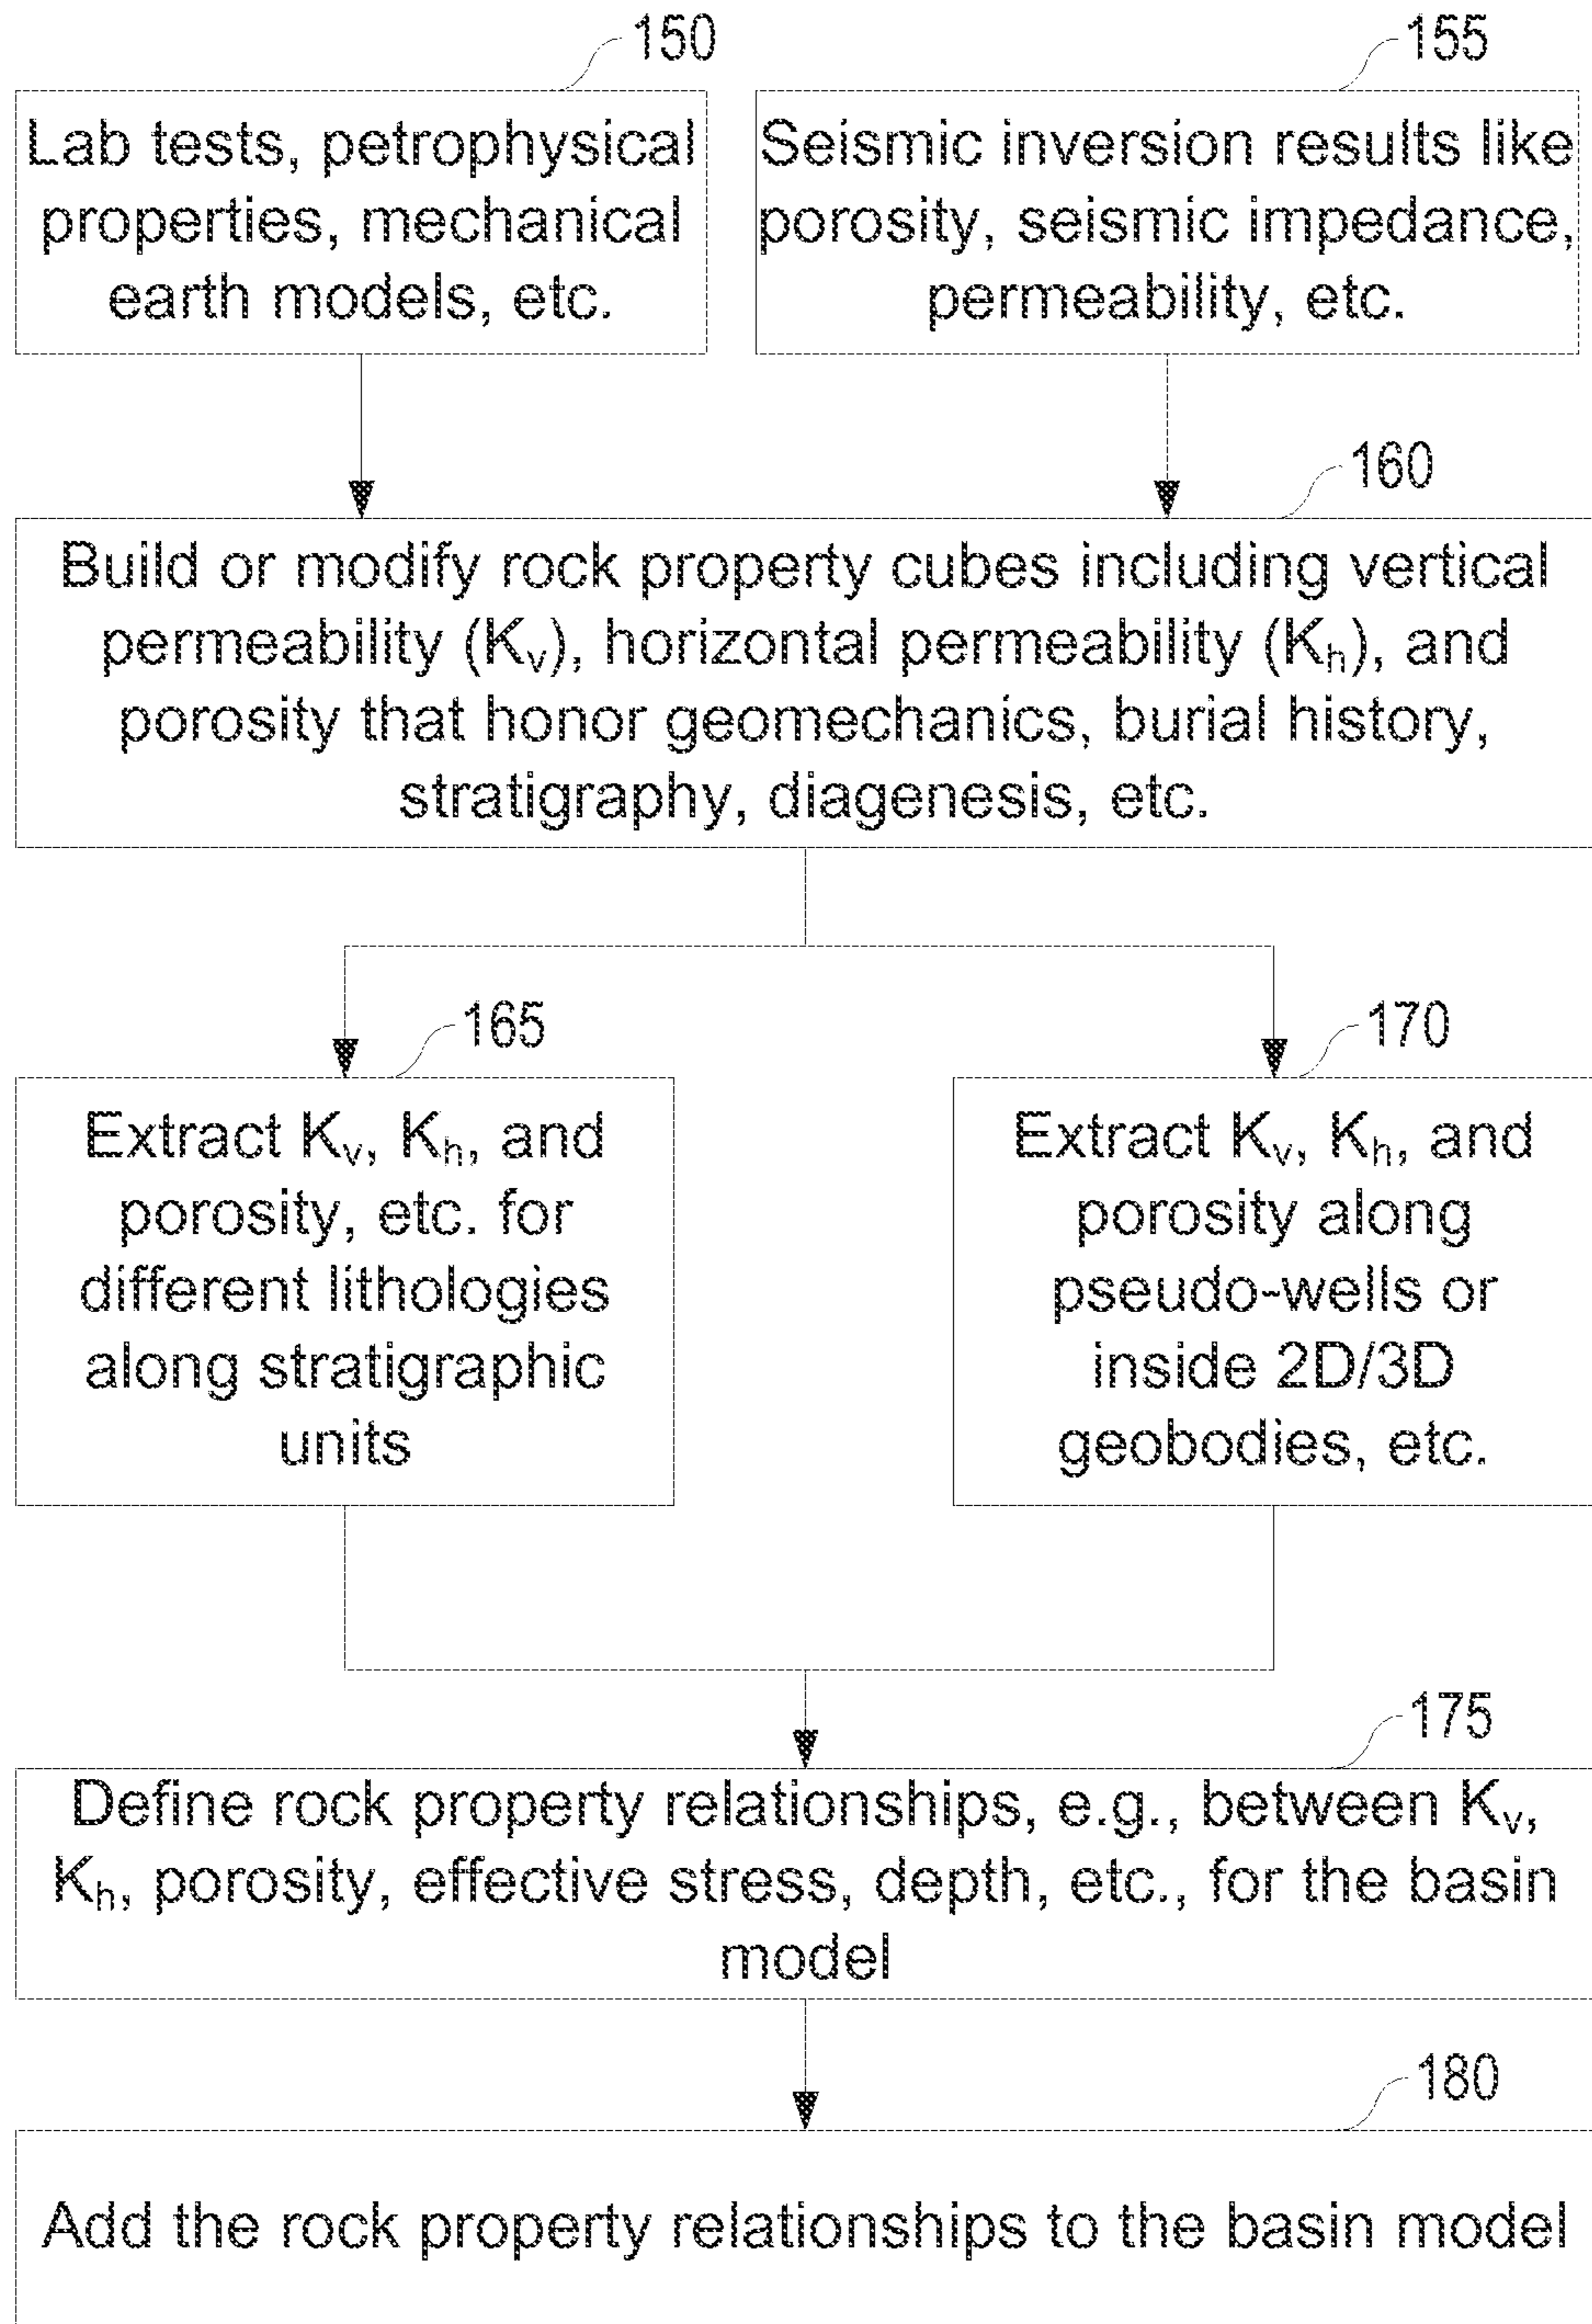 150
Lab tests, petrophysical
properties, mechanical
earth models, etc.
155
Seismic inversion results like
porosity, seismic impedance,
permeability, etc.
160
Build or modify rock property cubes including vertical
permeability (Kᵥ), horizontal permeability (Kₕ), and
porosity that honor geomechanics, burial history,
stratigraphy, diagenesis, etc.
165
Extract Kᵥ, Kₕ, and
porosity, etc. for
different lithologies
along stratigraphic
units
170
Extract Kᵥ, Kₕ, and
porosity along
pseudo-wells or
inside 2D/3D
geobodies, etc.
175
Define rock property relationships, e.g., between Kᵥ,
Kₕ, porosity, effective stress, depth, etc., for the basin
model
180
Add the rock property relationships to the basin model